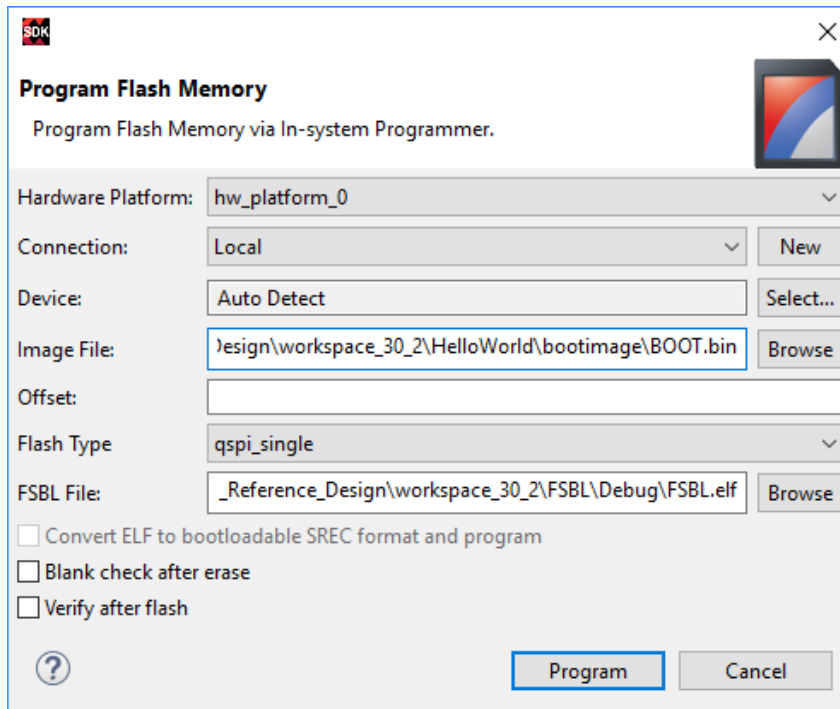 SDK
Program Flash Memory
Program Flash Memory via In-system Programmer.
Hardware Platform: hw_platform_0
Connection: Local New
Device: Auto Detect Select...
Image File: Design\workspace_30_2\HelloWorld\bootimage\BOOT.bin Browse
Offset:
Flash Type qspi_single
FSBL File: _Reference_Design\workspace_30_2\FSBL\Debug\FSBL.elf Browse
Convert ELF to bootloadable SREC format and program
Blank check after erase
Verify after flash
? Program Cancel